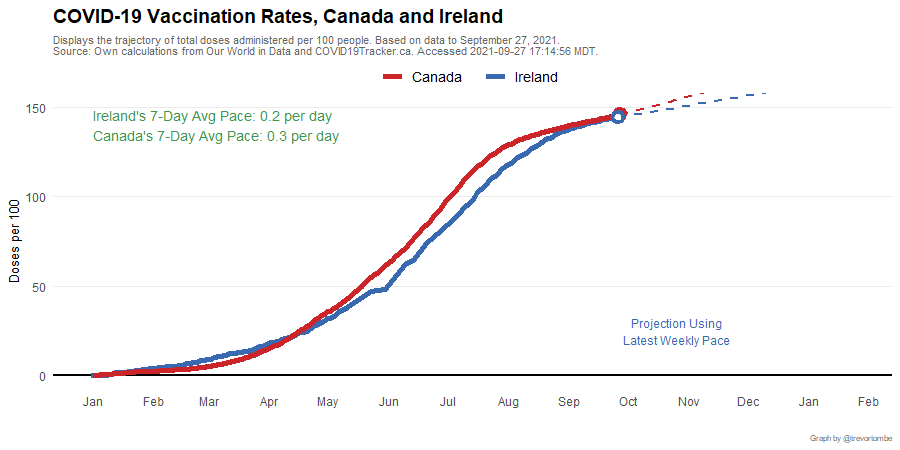 COVID-19 Vaccination Rates, Canada and Ireland
Displays the trajectory of total doses administered per 100 people. Based on data to September 27, 2021.
Source: Own calculations from Our World in Data and COVID19Tracker.ca. Accessed 2021-09-27 17:14:56 MDT.
Canada Ireland
Ireland's 7-Day Avg Pace: 0.2 per day
Canada's 7-Day Avg Pace: 0.3 per day
Doses per 100
150
100
50
0
Projection Using
Latest Weekly Pace
Jan Feb Mar Apr May Jun Jul Aug Sep Oct Nov Dec Jan Feb
Graph by @trevortombe